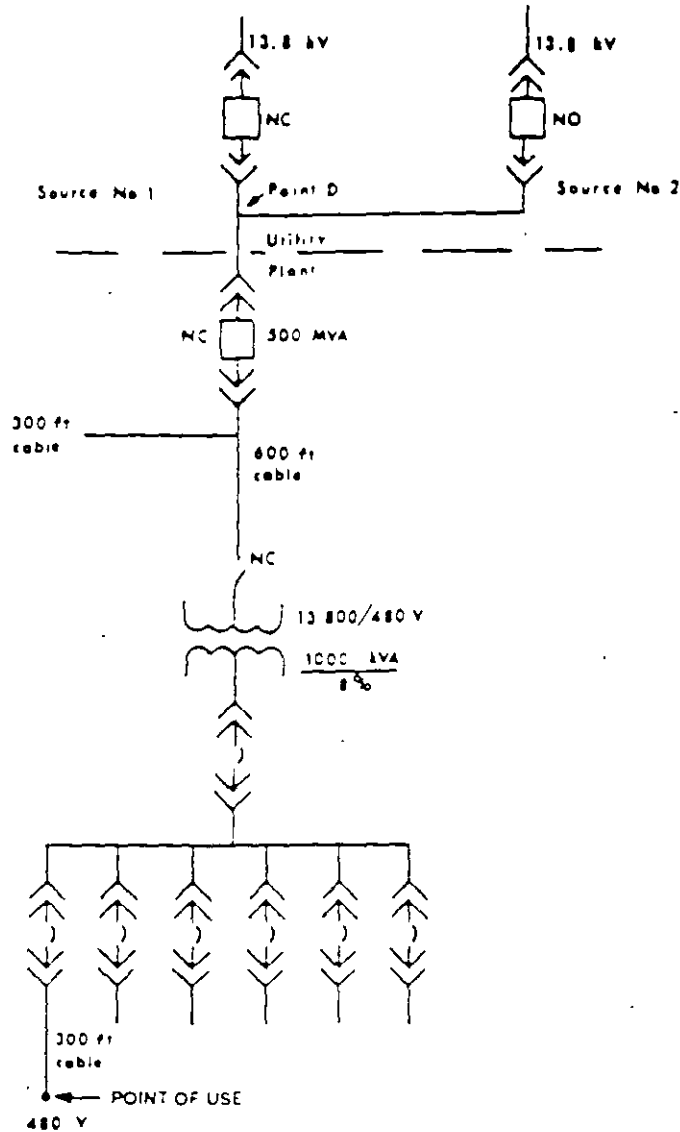 13.8 kV
13.8 kV
NC
NO
Source No 1
Point D
Source No 2
Utility
Plant
NC
500 MVA
300 ft
cable
600 ft
cable
NC
13 800/480 V
1000 kVA
8%
300 ft
cable
POINT OF USE
480 V